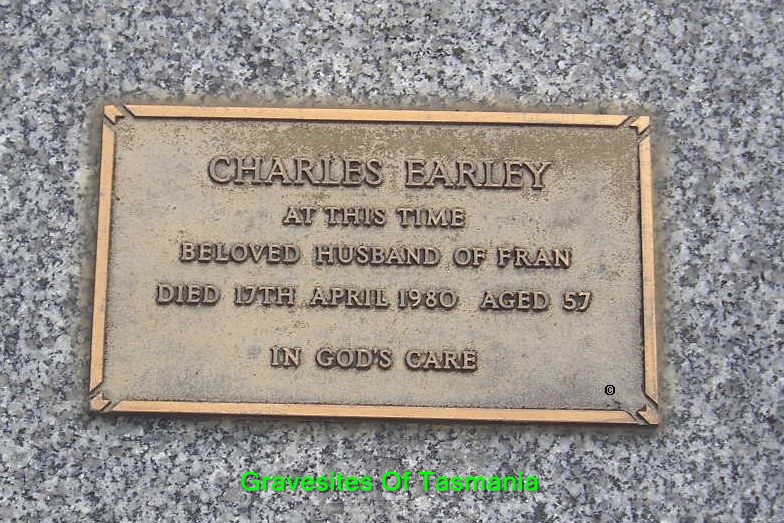 CHARLES EARLEY
AT THIS TIME
BELOVED HUSBAND OF FRAN
DIED 17TH APRIL 1980 AGED 57
IN GOD'S CARE
©
Gravesites Of Tasmania